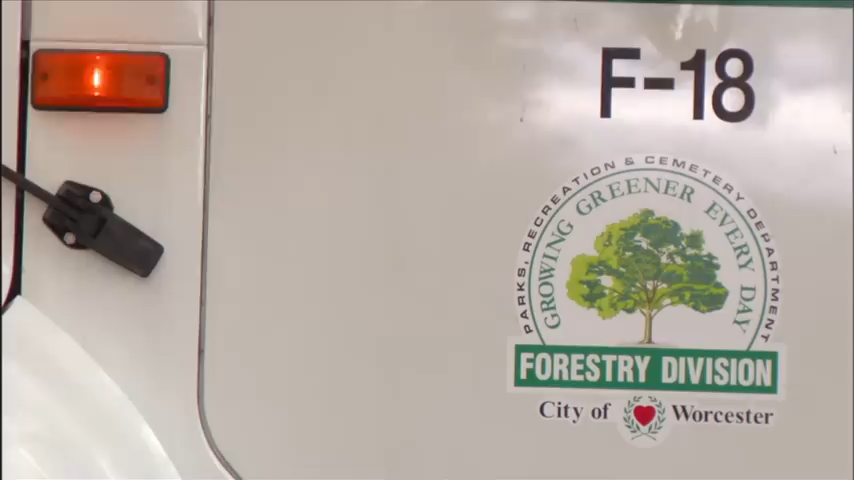 F-18
PARKS, RECREATION & CEMETERY DEPARTMENT
GROWING GREENER EVERY DAY
FORESTRY DIVISION
City of Worcester